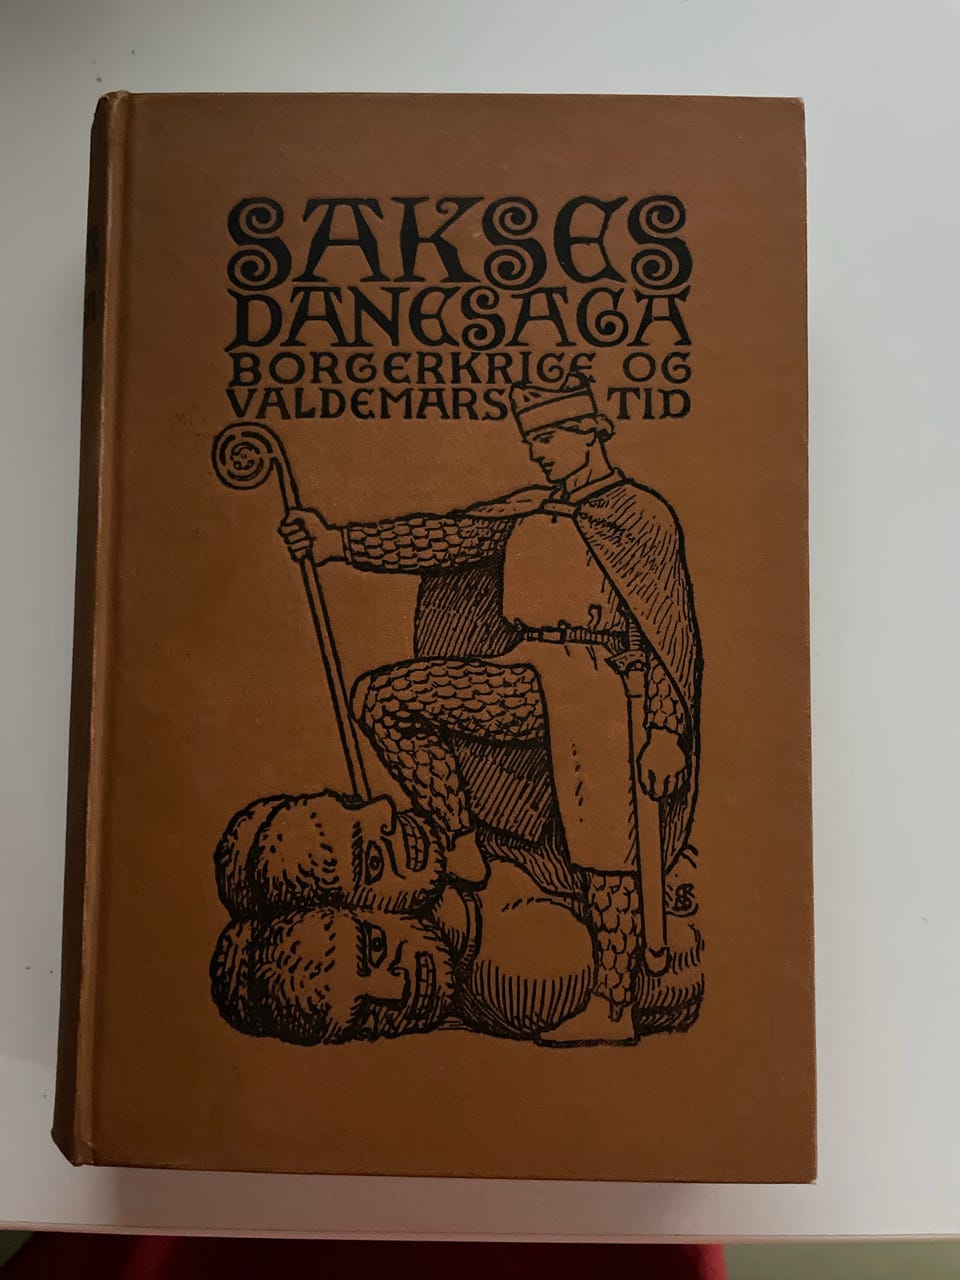 SAKSES
DANESAGA
BORGERKRIGE OG
VALDEMARS TID